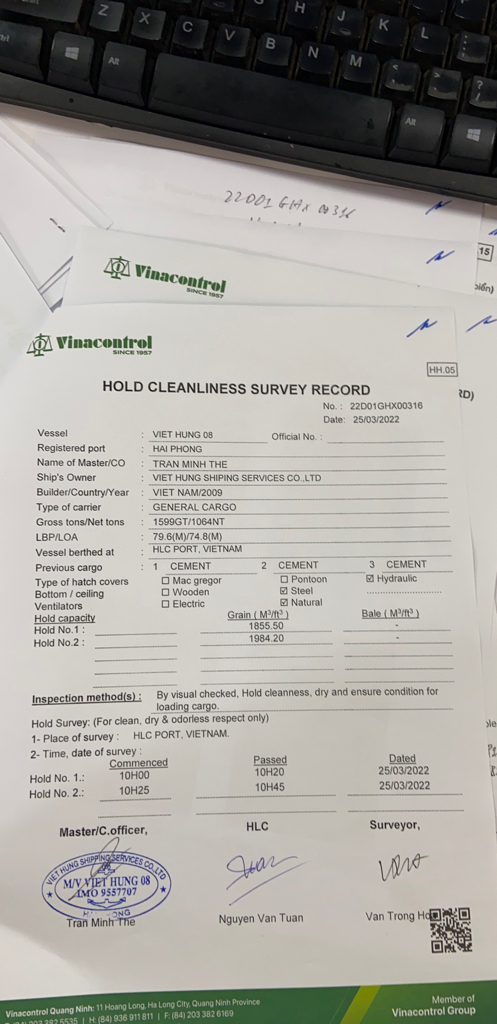 Z X C V B N M
H J K L
Alt
Alt
22D01 GHX 00316
Vinacontrol
SINCE 1957
15
Vinacontrol
SINCE 1957
HH.05
RD)
HOLD CLEANLINESS SURVEY RECORD
No. : 22D01GHX00316
Date: 25/03/2022
Vessel : VIET HUNG 08 Official No. :
Registered port : HAI PHONG
Name of Master/CO : TRAN MINH THE
Ship's Owner : VIET HUNG SHIPING SERVICES CO.,LTD
Builder/Country/Year : VIET NAM/2009
Type of carrier : GENERAL CARGO
Gross tons/Net tons : 1599GT/1064NT
LBP/LOA : 79.6(M)/74.8(M)
Vessel berthed at : HLC PORT, VIETNAM
Previous cargo : 1 CEMENT 2 CEMENT 3 CEMENT
Type of hatch covers ☐ Mac gregor ☐ Pontoon ☑ Hydraulic
Bottom / ceiling ☐ Wooden ☑ Steel
Ventilators ☐ Electric ☑ Natural
Hold capacity Grain ( M³/ft³ ) Bale ( M³/ft³ )
Hold No.1 : 1855.50 -
Hold No.2 : 1984.20 -
Inspection method(s) : By visual checked, Hold cleanness, dry and ensure condition for
loading cargo.
Hold Survey: (For clean, dry & odorless respect only)
1- Place of survey : HLC PORT, VIETNAM.
2- Time, date of survey :
Commenced Passed Dated
Hold No. 1.: 10H00 10H20 25/03/2022
Hold No. 2.: 10H25 10H45 25/03/2022
Master/C.officer, HLC Surveyor,
VIET HUNG SHIPPING SERVICES CO.,LTD
M/V VIET HUNG 08
IMO 9557707
Tran Minh The Nguyen Van Tuan Van Trong
Vinacontrol Quang Ninh: 11 Hoang Long, Ha Long City, Quang Ninh Province
H: (84) 936 911 811 | F: (84) 203 382 6169
Member of
Vinacontrol Group